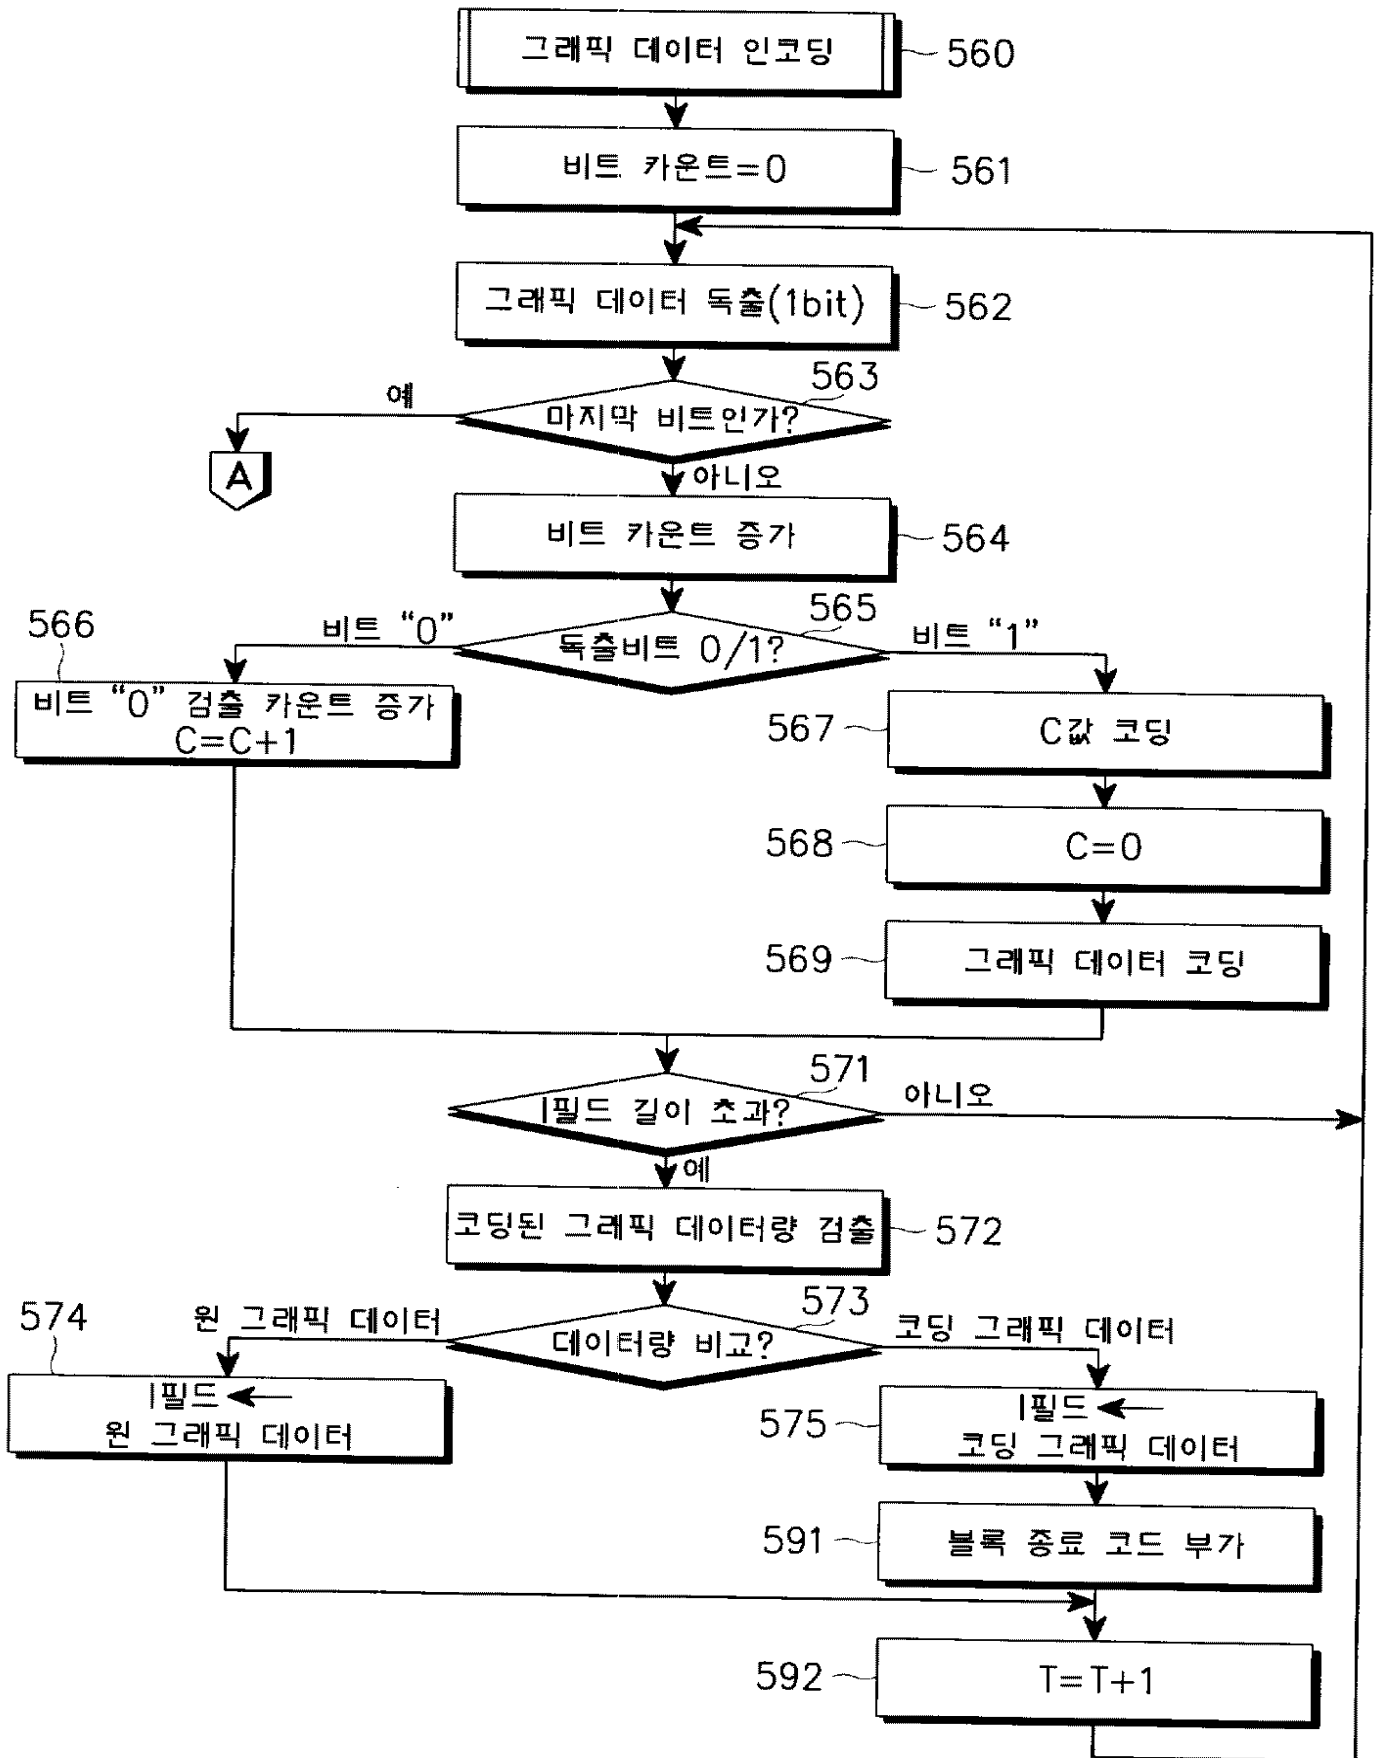 그래픽 데이터 인코딩
560
비트 카운트=0
561
그래픽 데이터 독출(1bit)
562
563
예
마지막 비트인가?
A
아니오
비트 카운트 증가
564
565
566
비트 “0”
독출비트 0/1?
비트 “1”
비트 “0” 검출 카운트 증가
C=C+1
567
C값 코딩
568
C=0
569
그래픽 데이터 코딩
571
I필드 길이 초과?
아니오
예
코딩된 그래픽 데이터량 검출
572
573
574
원 그래픽 데이터
데이터량 비교?
코딩 그래픽 데이터
I필드 ←
원 그래픽 데이터
575
I필드 ←
코딩 그래픽 데이터
591
블록 종료 코드 부가
592
T=T+1